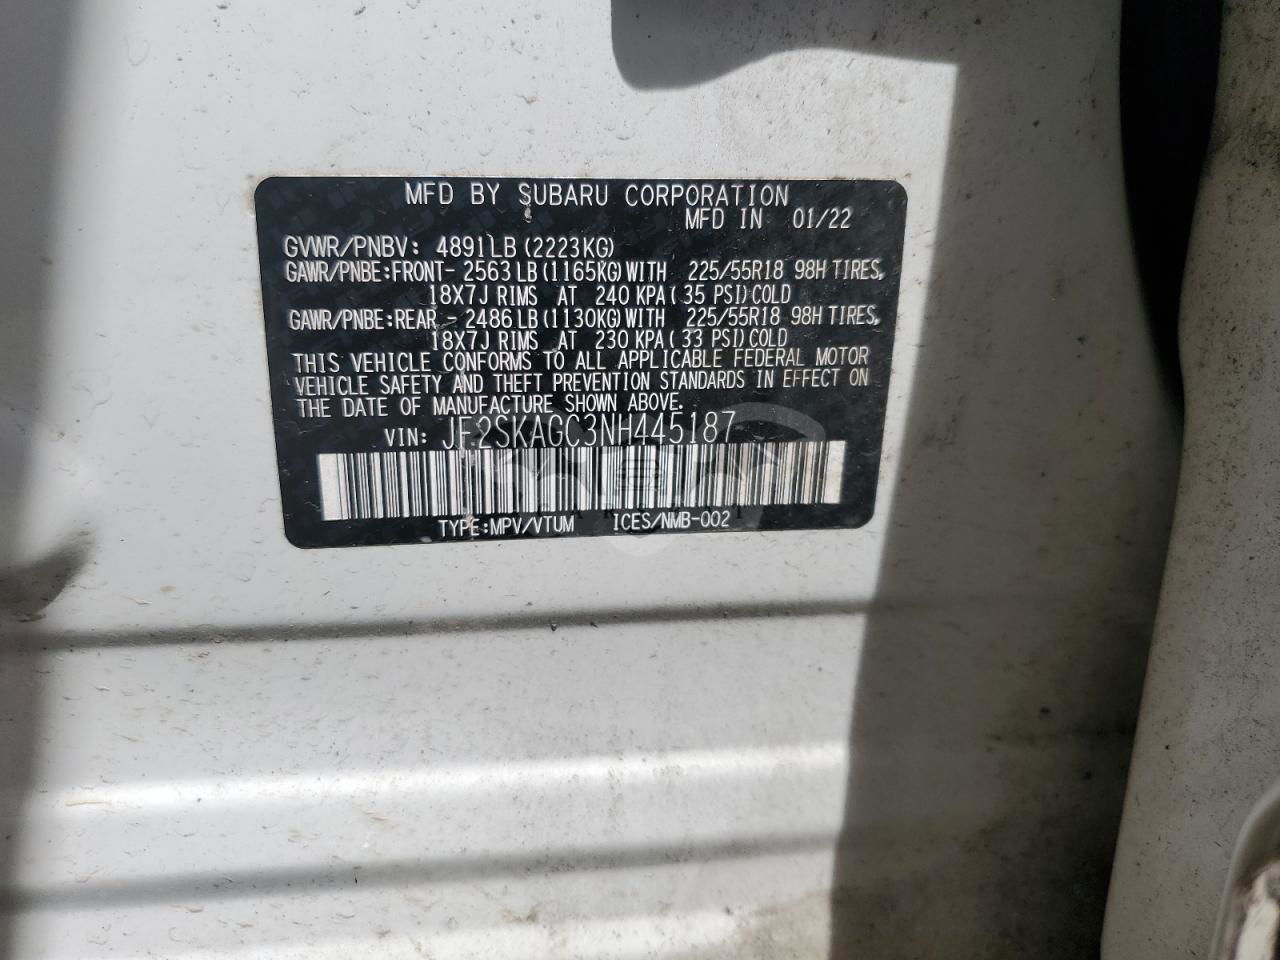 MFD BY SUBARU CORPORATION
MFD IN 01/22
GVWR/PNBV: 4891LB (2223KG)
GAWR/PNBE:FRONT- 2563 LB (1165KG) WITH 225/55R18 98H TIRES,
18X7J RIMS AT 240 KPA ( 35 PSI) COLD
GAWR/PNBE:REAR - 2486 LB (1130KG) WITH 225/55R18 98H TIRES,
18X7J RIMS AT 230 KPA ( 33 PSI) COLD
THIS VEHICLE CONFORMS TO ALL APPLICABLE FEDERAL MOTOR
VEHICLE SAFETY AND THEFT PREVENTION STANDARDS IN EFFECT ON
THE DATE OF MANUFACTURE SHOWN ABOVE.
VIN: JF2SKAGC3NH445187
TYPE:MPV/VTUM ICES/NMB-002